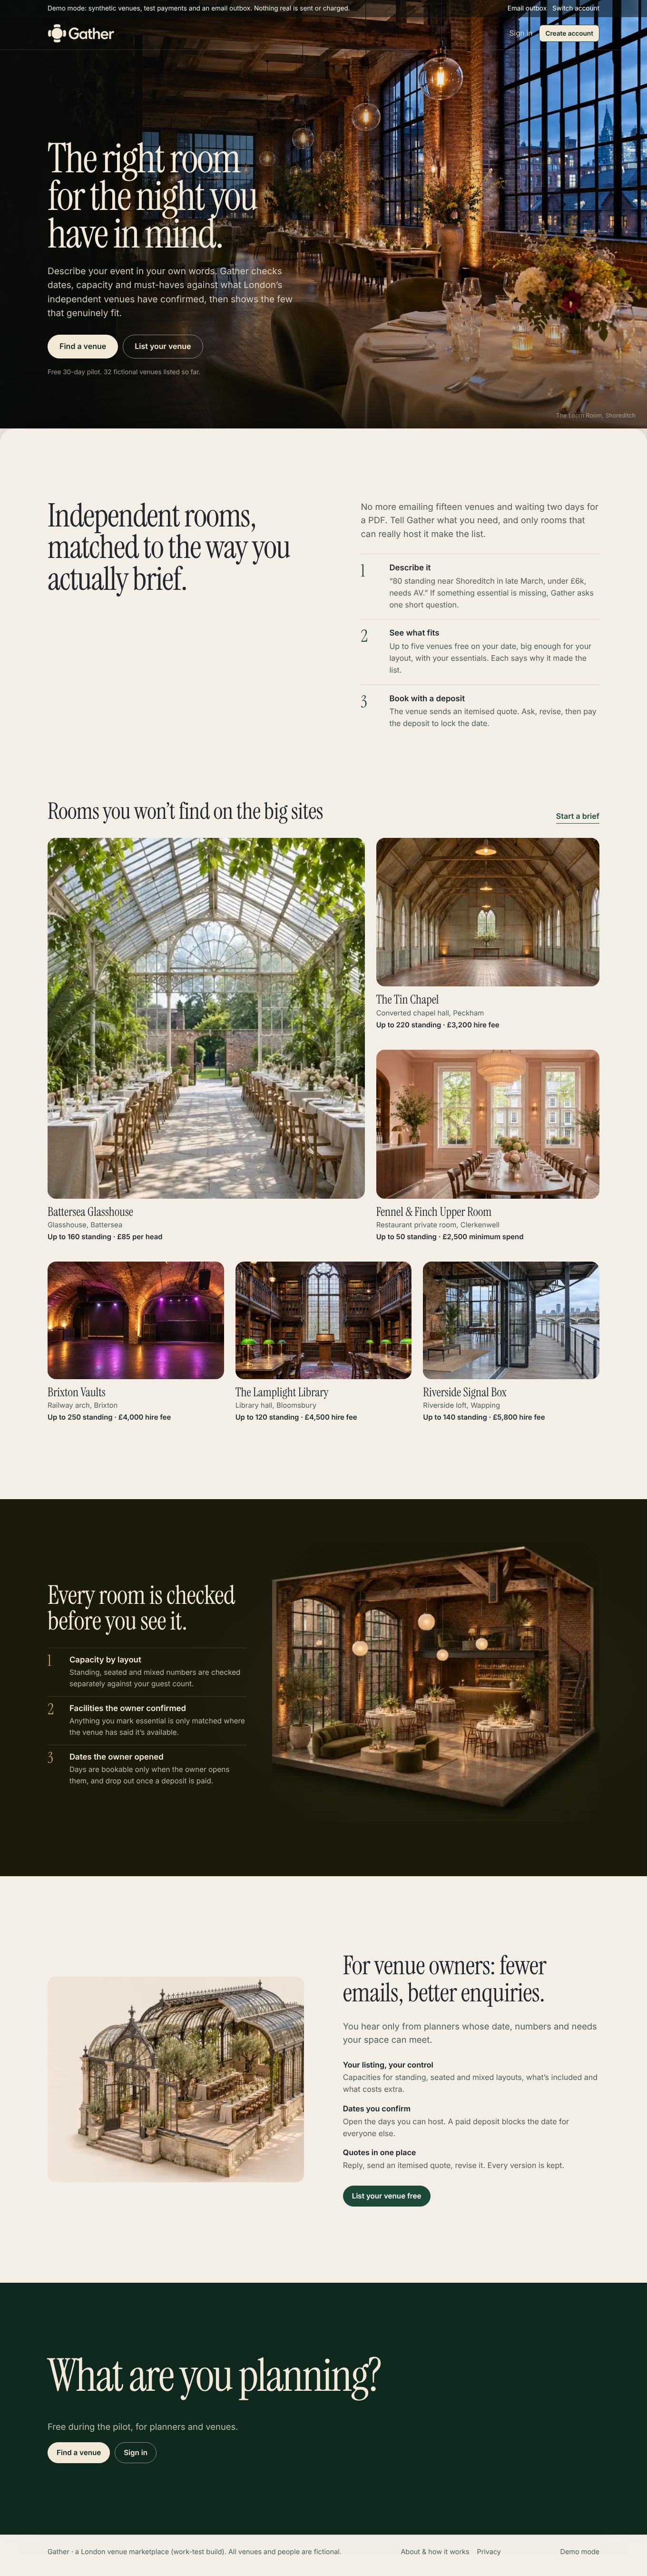 Demo mode: synthetic venues, test payments and an email outbox. Nothing real is sent or charged.
Email outbox Switch account
Gather
Sign in Create account
The right room
for the night you
have in mind.
Describe your event in your own words. Gather checks
dates, capacity and must-haves against what London’s
independent venues have confirmed, then shows the few
that genuinely fit.
Find a venue List your venue
Free 30-day pilot. 32 fictional venues listed so far.
The Loom Room, Shoreditch
Independent rooms,
matched to the way you
actually brief.
No more emailing fifteen venues and waiting two days for
a PDF. Tell Gather what you need, and only rooms that
can really host it make the list.
1 Describe it
“80 standing near Shoreditch in late March, under £6k,
needs AV.” If something essential is missing, Gather asks
one short question.
2 See what fits
Up to five venues free on your date, big enough for your
layout, with your essentials. Each says why it made the
list.
3 Book with a deposit
The venue sends an itemised quote. Ask, revise, then pay
the deposit to lock the date.
Rooms you won’t find on the big sites
Start a brief
The Tin Chapel
Converted chapel hall, Peckham
Up to 220 standing · £3,200 hire fee
Battersea Glasshouse
Glasshouse, Battersea
Up to 160 standing · £85 per head
Fennel & Finch Upper Room
Restaurant private room, Clerkenwell
Up to 50 standing · £2,500 minimum spend
Brixton Vaults
Railway arch, Brixton
Up to 250 standing · £4,000 hire fee
The Lamplight Library
Library hall, Bloomsbury
Up to 120 standing · £4,500 hire fee
Riverside Signal Box
Riverside loft, Wapping
Up to 140 standing · £5,800 hire fee
Every room is checked
before you see it.
1 Capacity by layout
Standing, seated and mixed numbers are checked
separately against your guest count.
2 Facilities the owner confirmed
Anything you mark essential is only matched where
the venue has said it’s available.
3 Dates the owner opened
Days are bookable only when the owner opens
them, and drop out once a deposit is paid.
For venue owners: fewer
emails, better enquiries.
You hear only from planners whose date, numbers and needs
your space can meet.
Your listing, your control
Capacities for standing, seated and mixed layouts, what’s included and
what costs extra.
Dates you confirm
Open the days you can host. A paid deposit blocks the date for
everyone else.
Quotes in one place
Reply, send an itemised quote, revise it. Every version is kept.
List your venue free
What are you planning?
Free during the pilot, for planners and venues.
Find a venue Sign in
Gather · a London venue marketplace (work-test build). All venues and people are fictional.
About & how it works Privacy
Demo mode